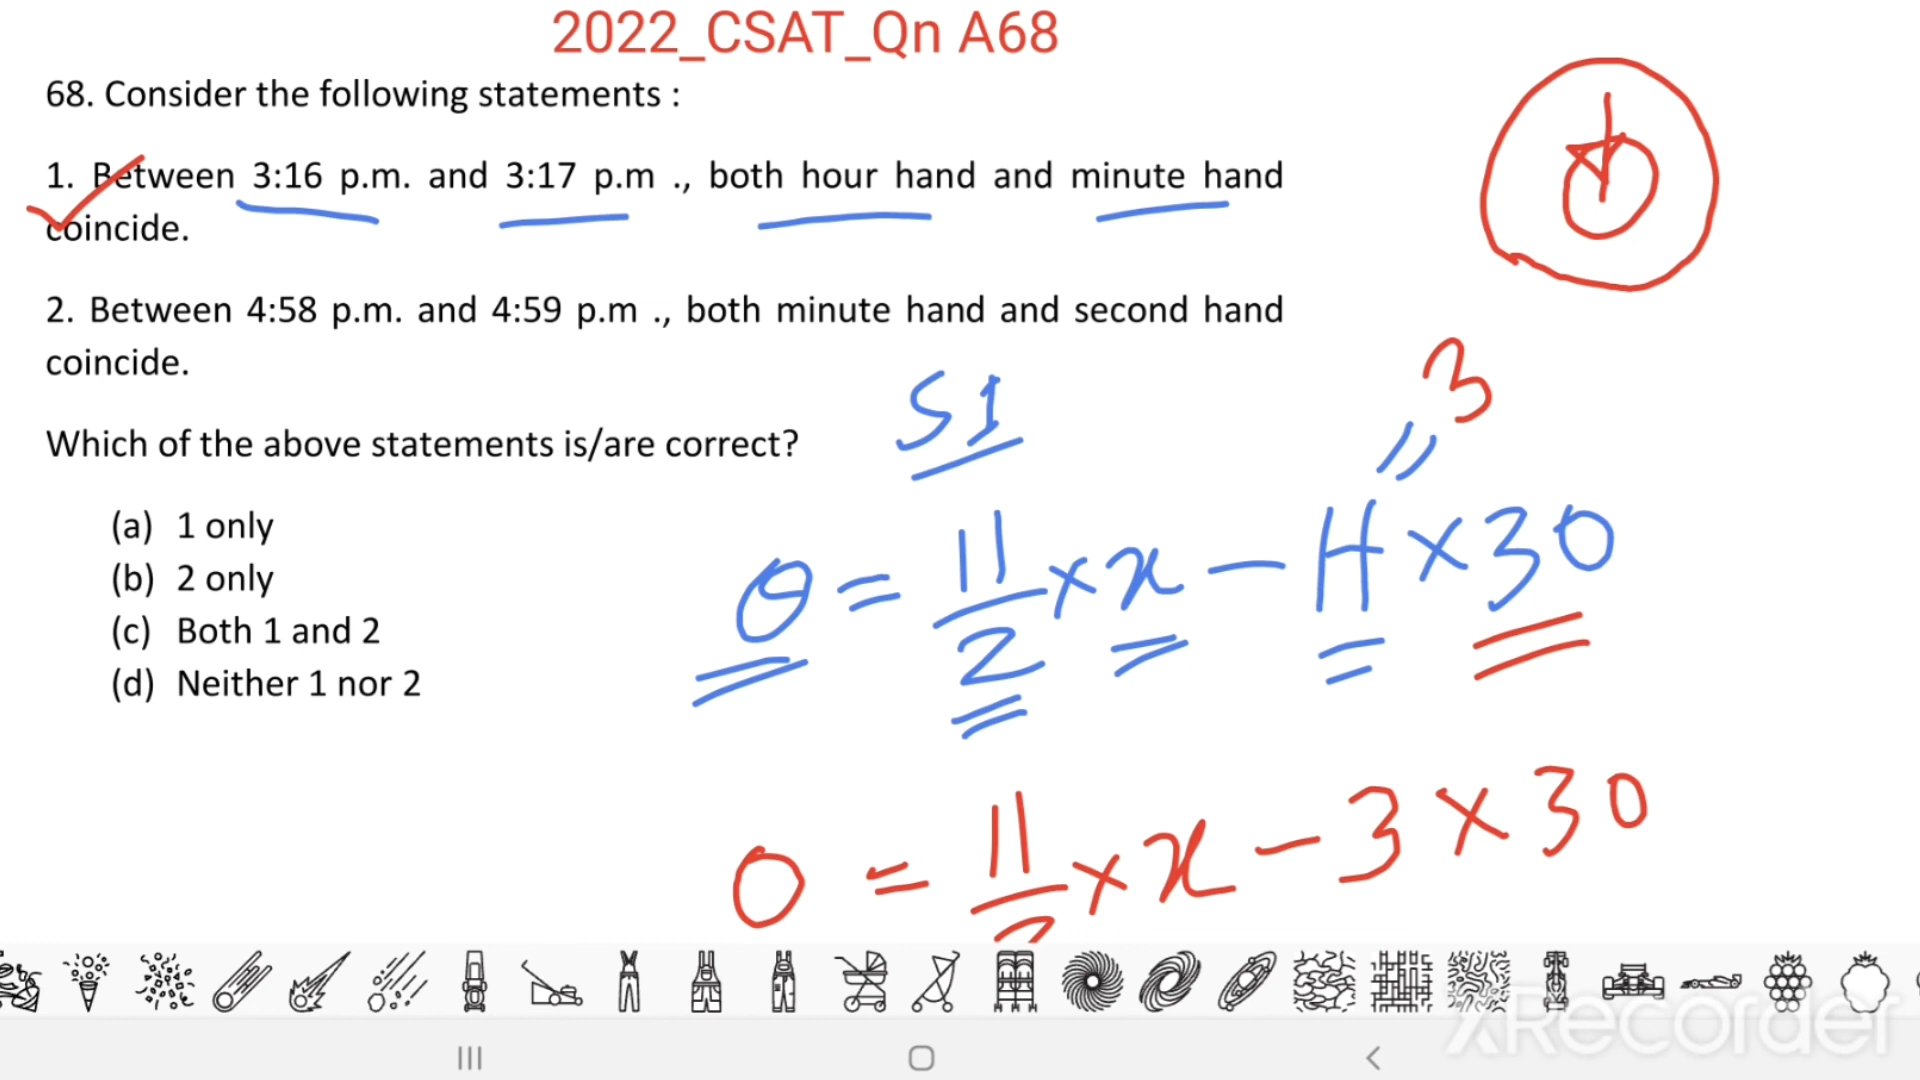 2022_CSAT_Qn A68
68. Consider the following statements :
1. Between 3:16 p.m. and 3:17 p.m ., both hour hand and minute hand
coincide.
2. Between 4:58 p.m. and 4:59 p.m ., both minute hand and second hand
coincide.
Which of the above statements is/are correct?
S1
(a) 1 only
(b) 2 only
(c) Both 1 and 2
(d) Neither 1 nor 2
3
=
θ = 11/2 × x - H × 30
0 = 11/2 × x - 3 × 30
XRecorder